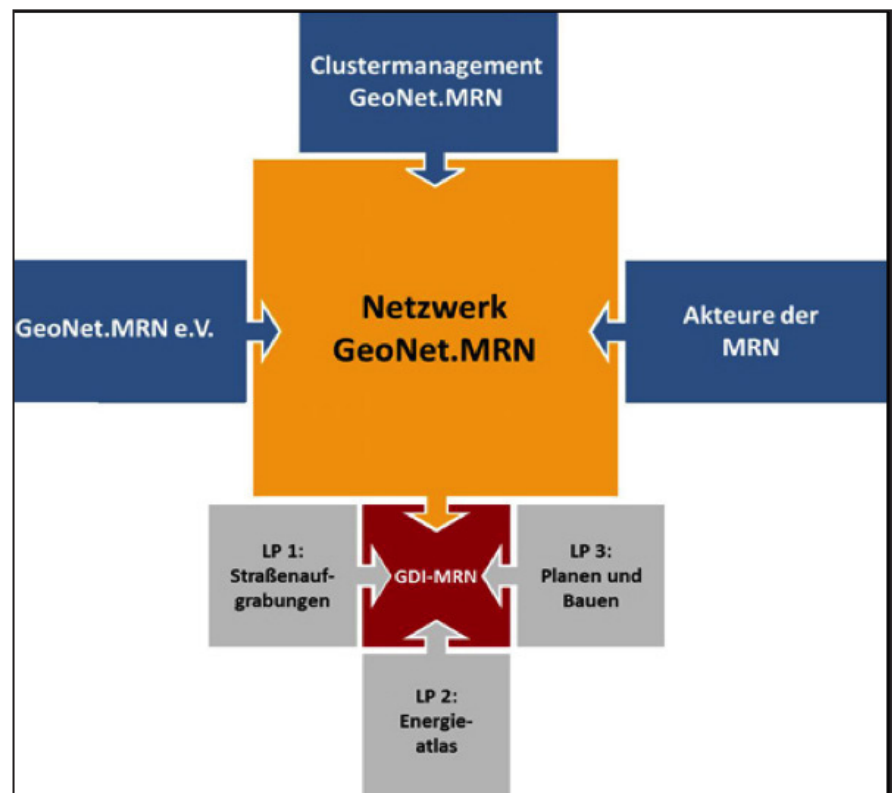 Clustermanagement
GeoNet.MRN
Netzwerk
GeoNet.MRN
GeoNet.MRN e.V.
Akteure der
MRN
LP 1:
Straßenauf-
grabungen
GDI-MRN
LP 3:
Planen und
Bauen
LP 2:
Energie-
atlas